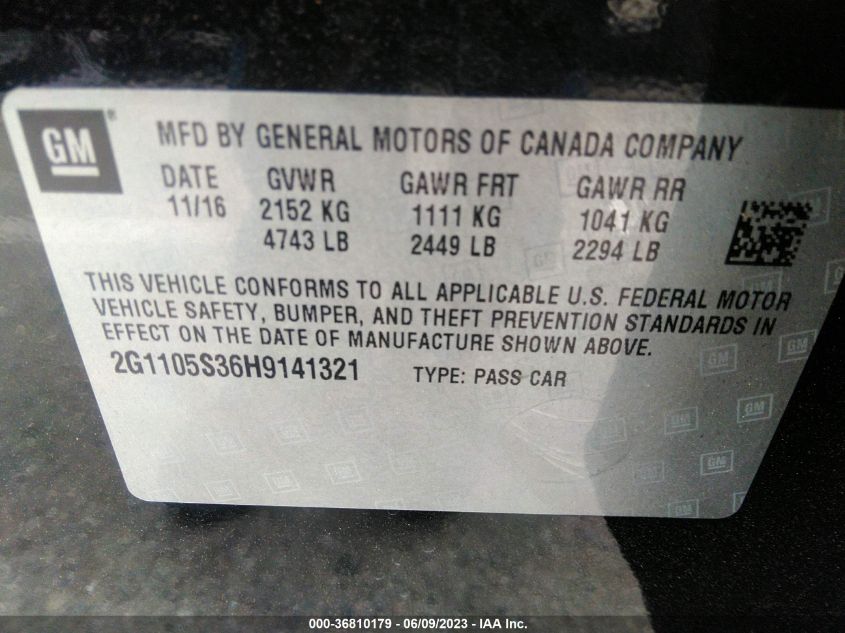 GM ® MFD BY GENERAL MOTORS OF CANADA COMPANY
DATE GVWR GAWR FRT GAWR RR
11/16 2152 KG 1111 KG 1041 KG
4743 LB 2449 LB 2294 LB
THIS VEHICLE CONFORMS TO ALL APPLICABLE U.S. FEDERAL MOTOR
VEHICLE SAFETY, BUMPER, AND THEFT PREVENTION STANDARDS IN
EFFECT ON THE DATE OF MANUFACTURE SHOWN ABOVE.
2G1105S36H9141321 TYPE: PASS CAR
000-36810179 - 06/09/2023 - IAA Inc.